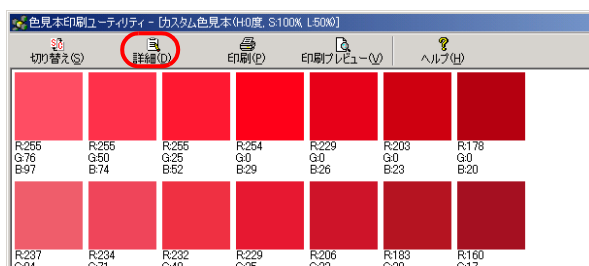 色見本印刷ユーティリティ - [カスタム色見本(H:0度, S:100%, L:50%)]
切り替え(S) 詳細(D) 印刷(P) 印刷プレビュー(V) ヘルプ(H)
R:255 R:255 R:255 R:254 R:229 R:203 R:178
G:76 G:50 G:25 G:0 G:0 G:0 G:0
B:97 B:74 B:52 B:29 B:26 B:23 B:20
R:237 R:234 R:232 R:229 R:206 R:183 R:160